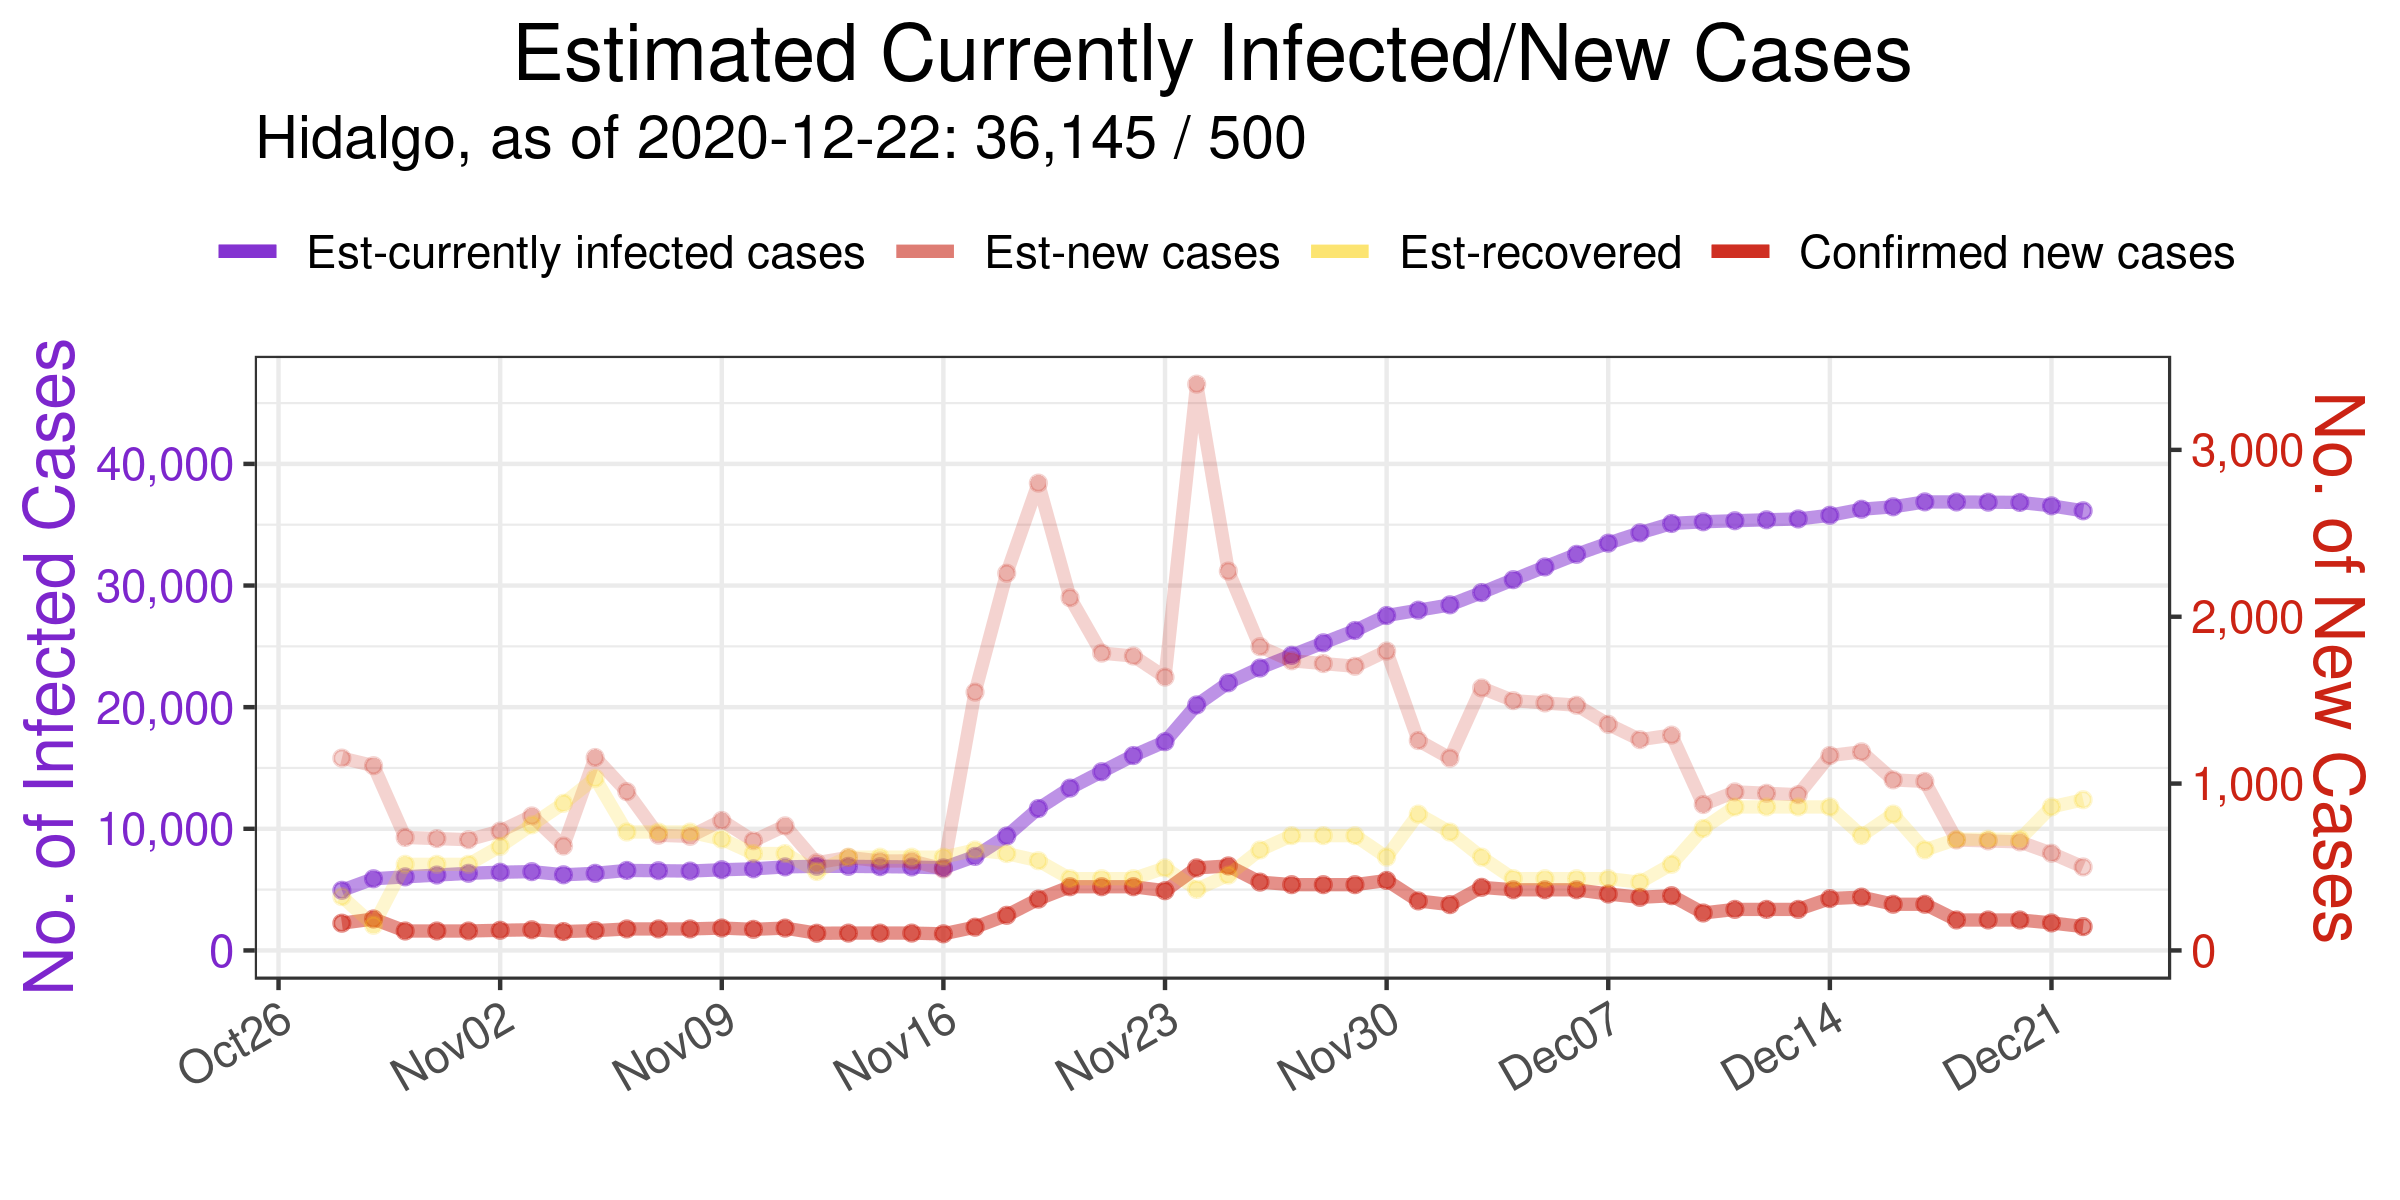 Estimated Currently Infected/New Cases
Hidalgo, as of 2020-12-22: 36,145 / 500
Est-currently infected cases Est-new cases Est-recovered Confirmed new cases
No. of Infected Cases
40,000
30,000
20,000
10,000
0
3,000
2,000
1,000
0
No. of New Cases
Oct26 Nov02 Nov09 Nov16 Nov23 Nov30 Dec07 Dec14 Dec21